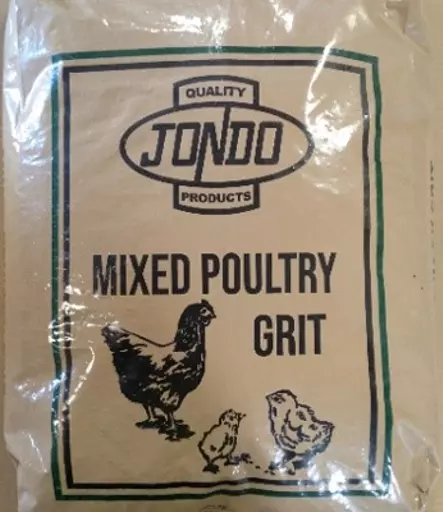 QUALITY
JONDO
PRODUCTS
MIXED POULTRY
GRIT